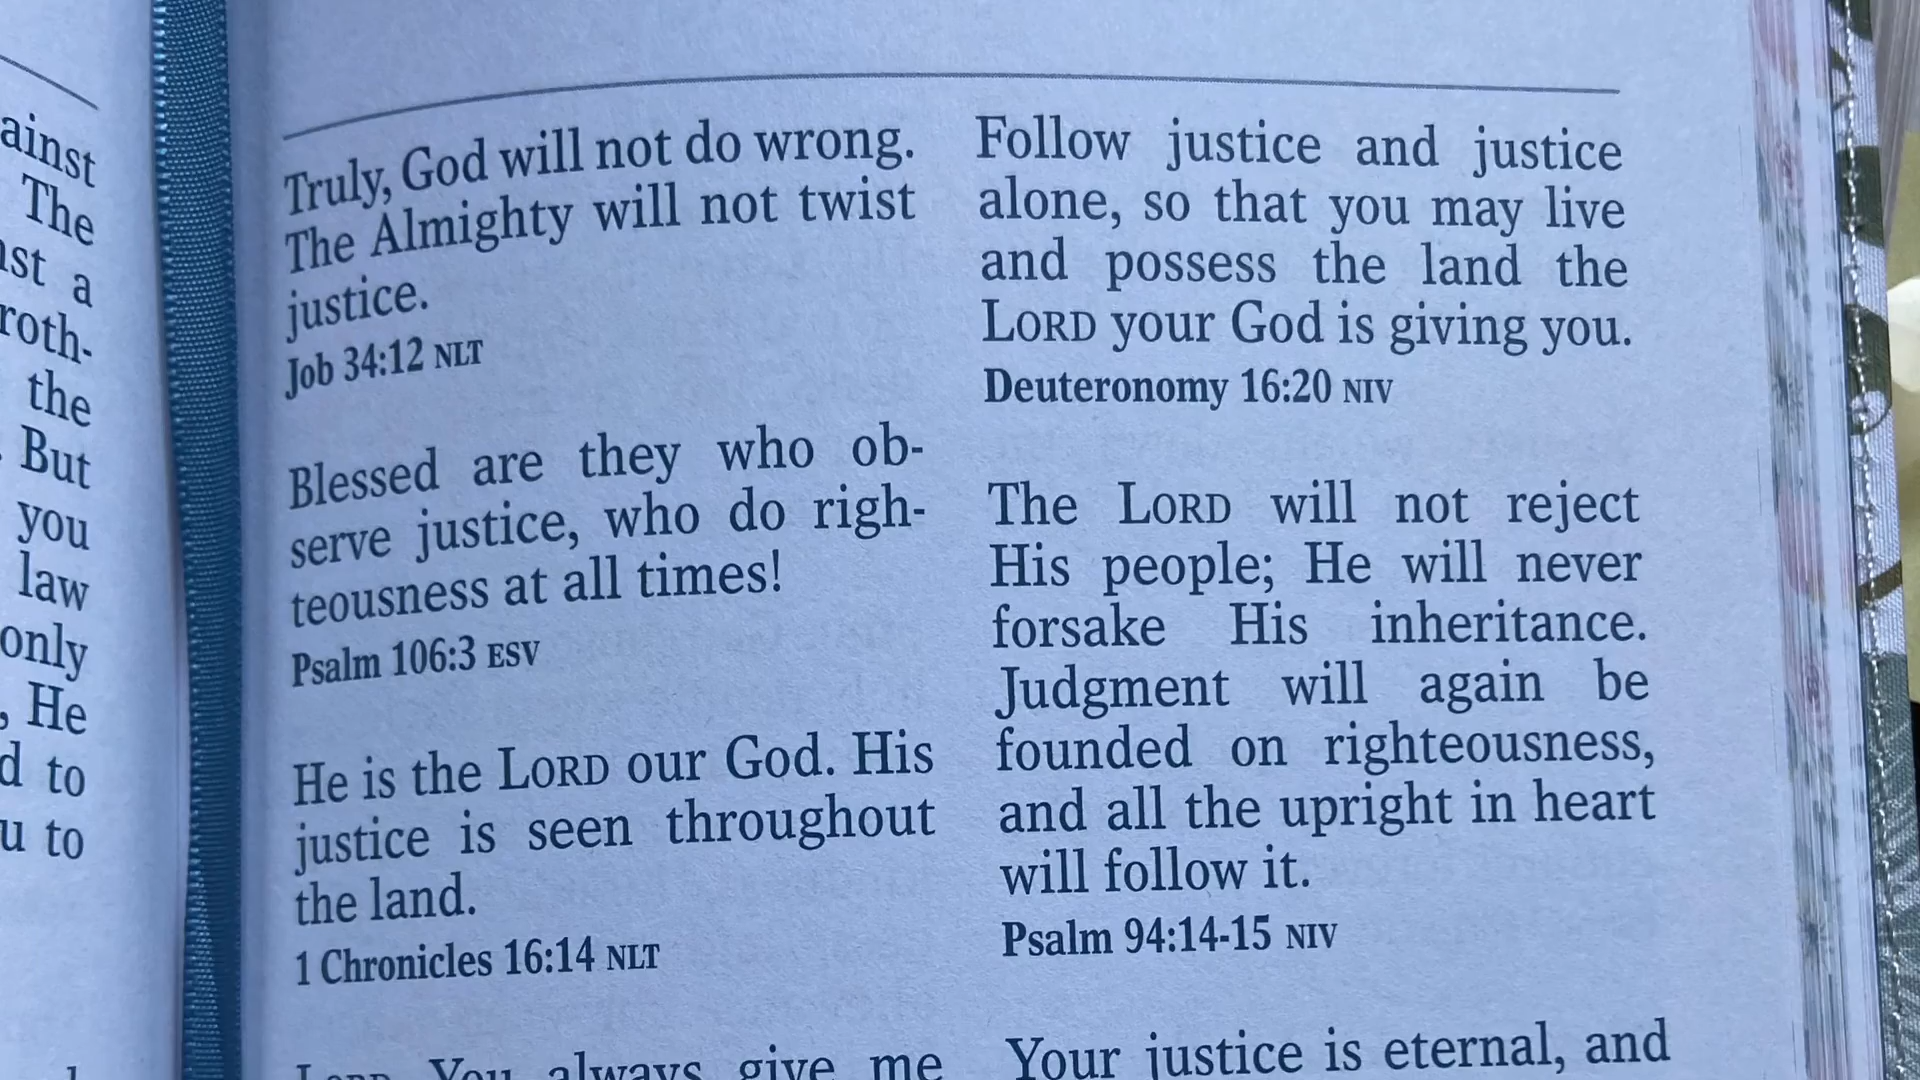 ainst
The
st a
roth-
the
But
you
law
only
, He
d to
u to
Truly, God will not do wrong.
The Almighty will not twist
justice.
Job 34:12 NLT
Blessed are they who ob-
serve justice, who do righ-
teousness at all times!
Psalm 106:3 ESV
He is the LORD our God. His
justice is seen throughout
the land.
1 Chronicles 16:14 NLT
LORD You always give me
Follow justice and justice
alone, so that you may live
and possess the land the
LORD your God is giving you.
Deuteronomy 16:20 NIV
The LORD will not reject
His people; He will never
forsake His inheritance.
Judgment will again be
founded on righteousness,
and all the upright in heart
will follow it.
Psalm 94:14-15 NIV
Your justice is eternal, and